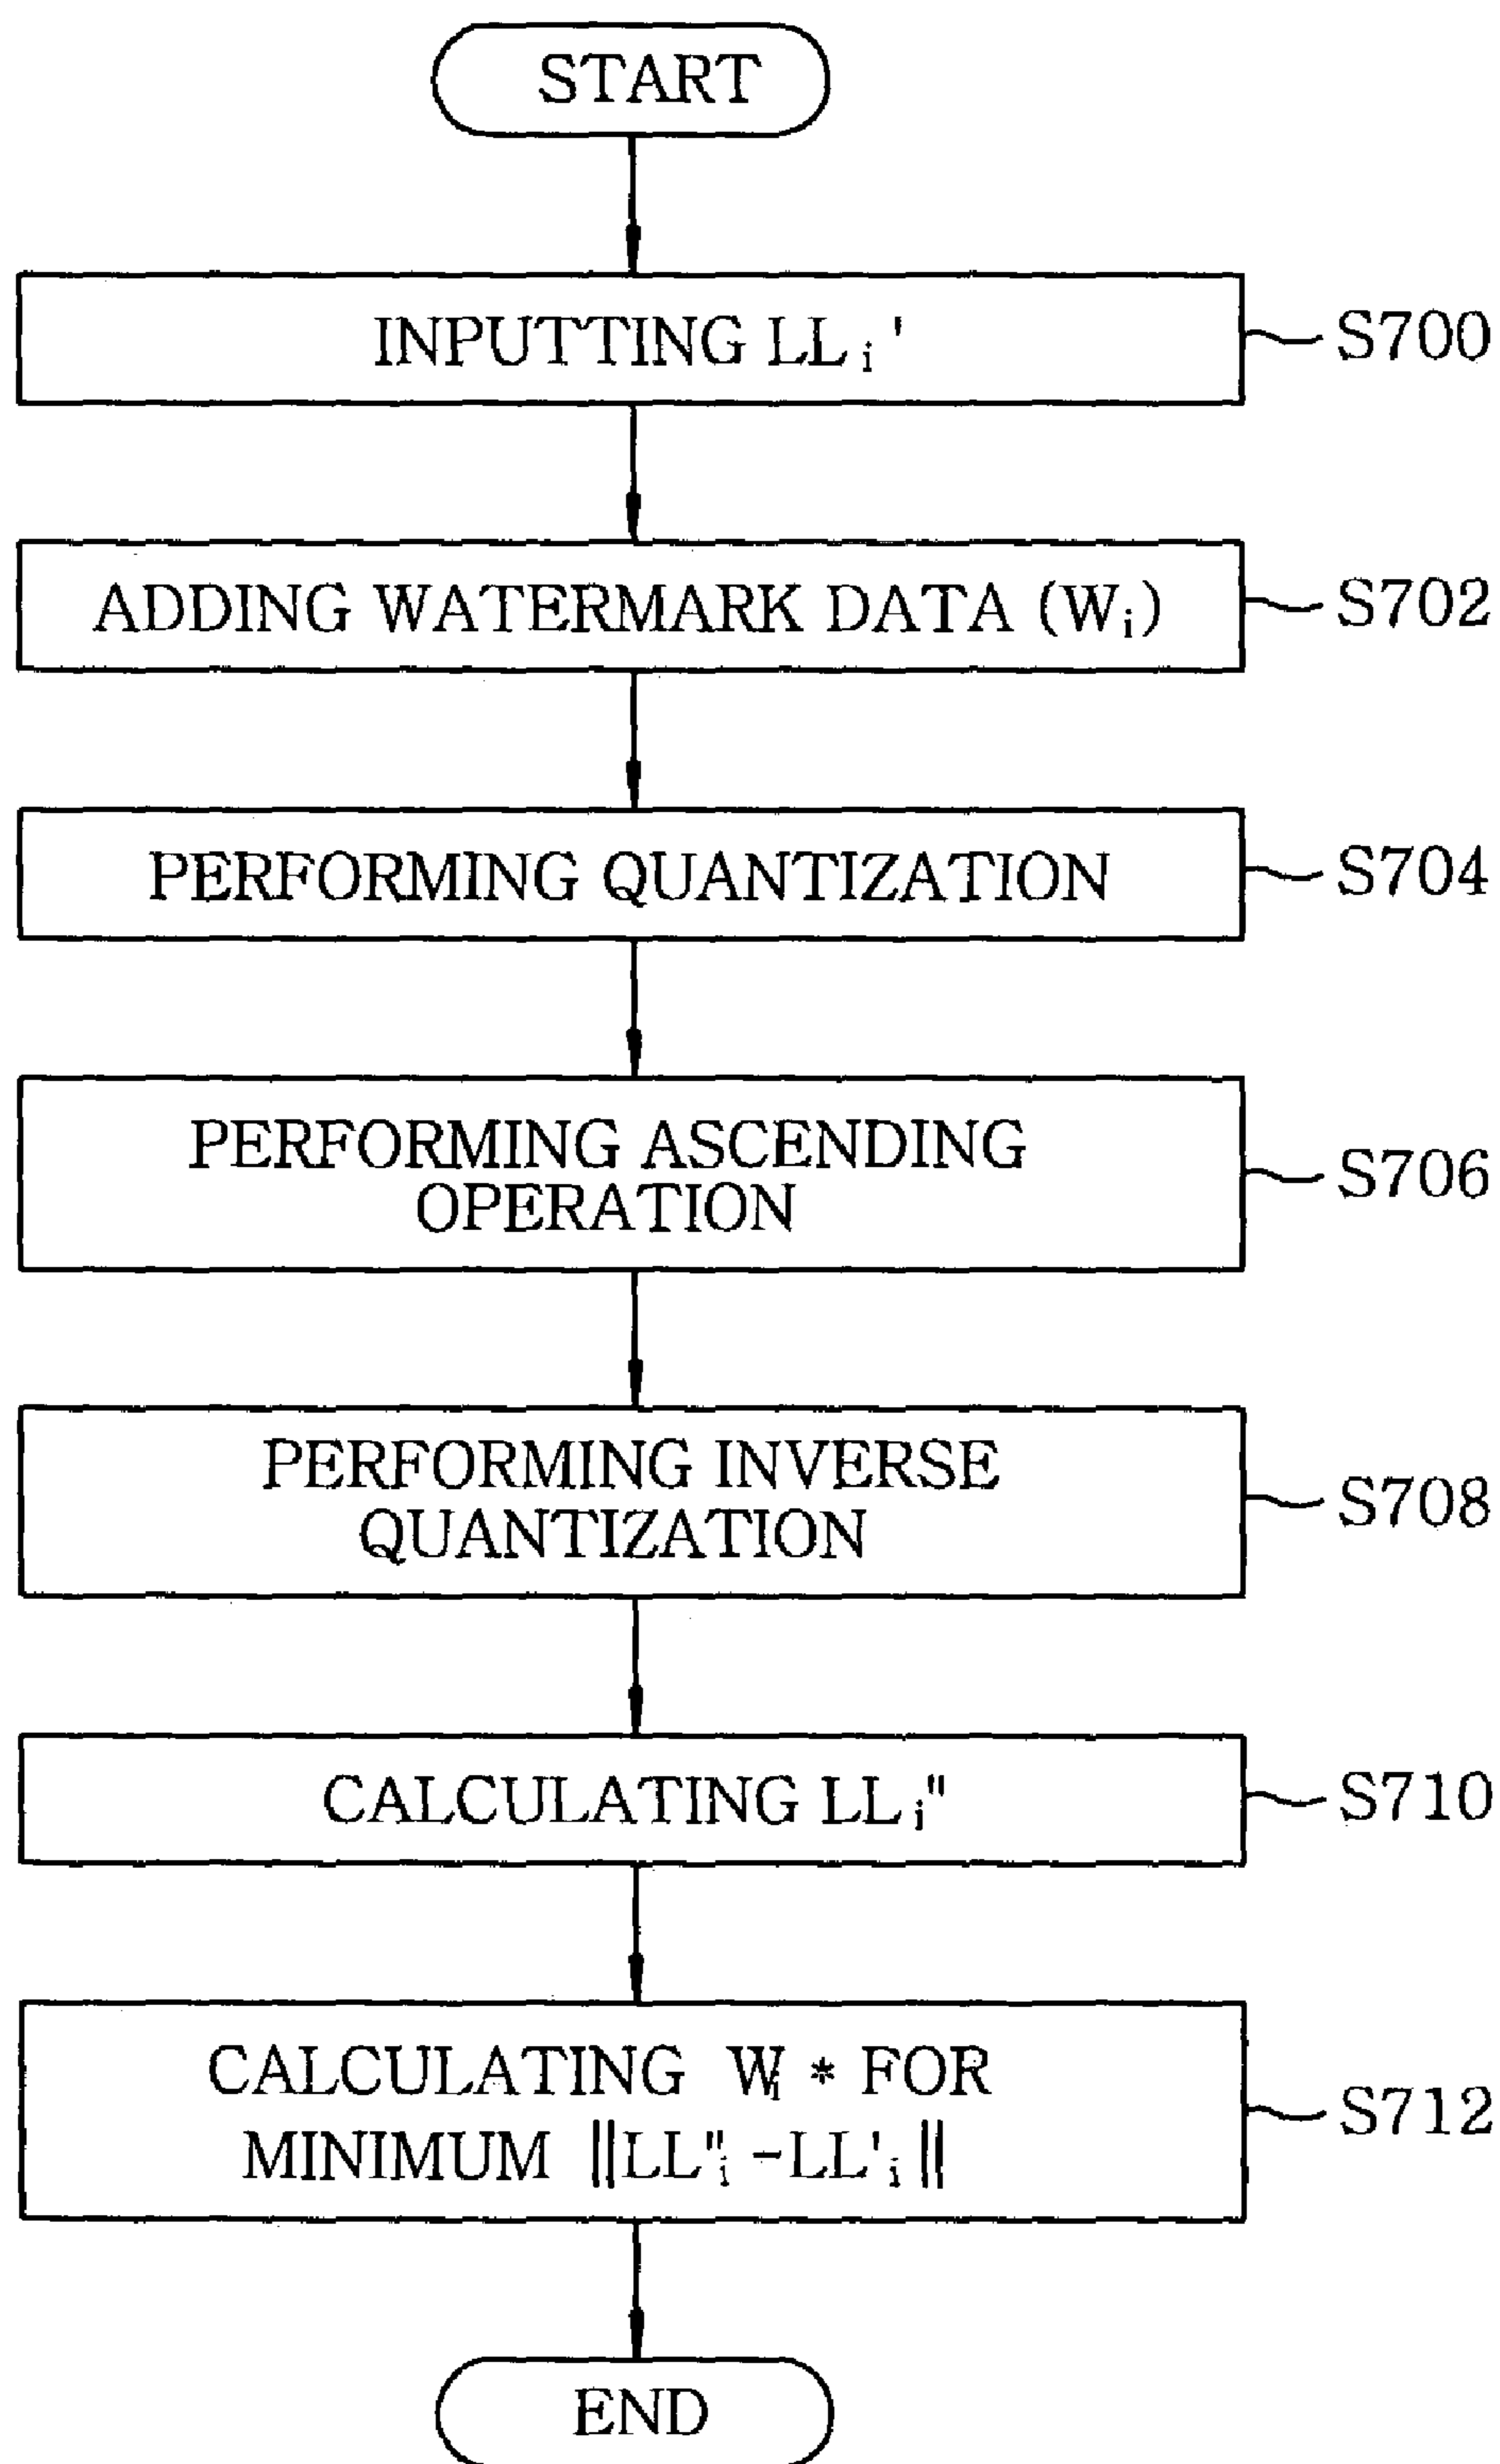 START
INPUTTING LLi'
S700
ADDING WATERMARK DATA (Wi)
S702
PERFORMING QUANTIZATION
S704
PERFORMING ASCENDING
OPERATION
S706
PERFORMING INVERSE
QUANTIZATION
S708
CALCULATING LLi"
S710
CALCULATING Wi * FOR
MINIMUM ||LL"i -LL'i||
S712
END